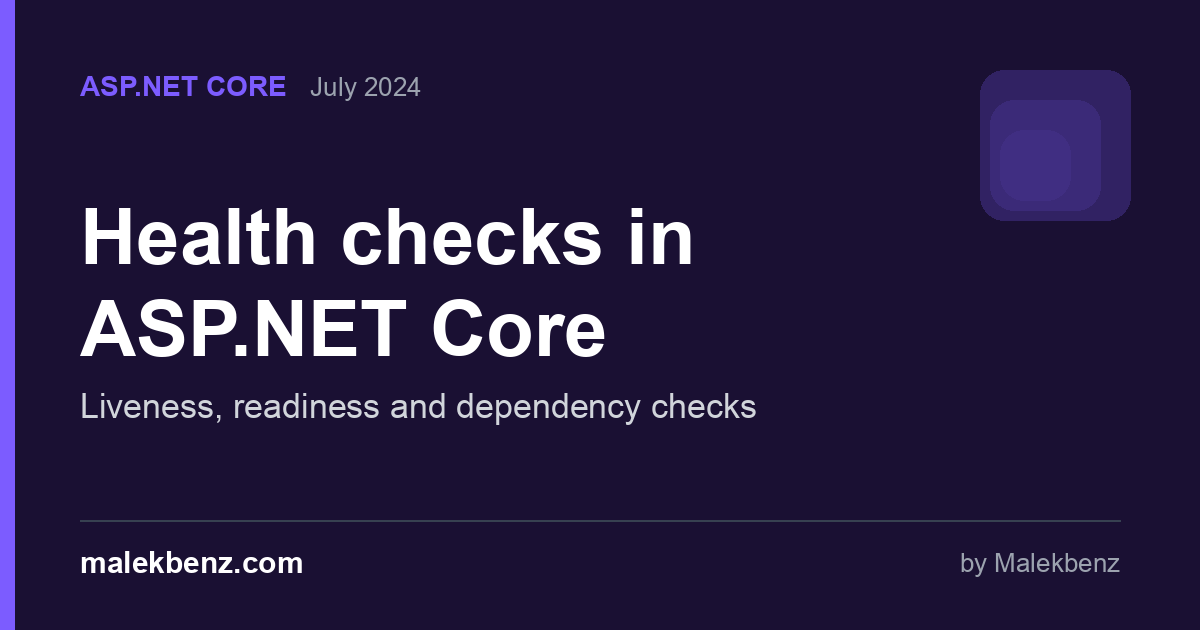 ASP.NET CORE July 2024
Health checks in
ASP.NET Core
Liveness, readiness and dependency checks
malekbenz.com by Malekbenz